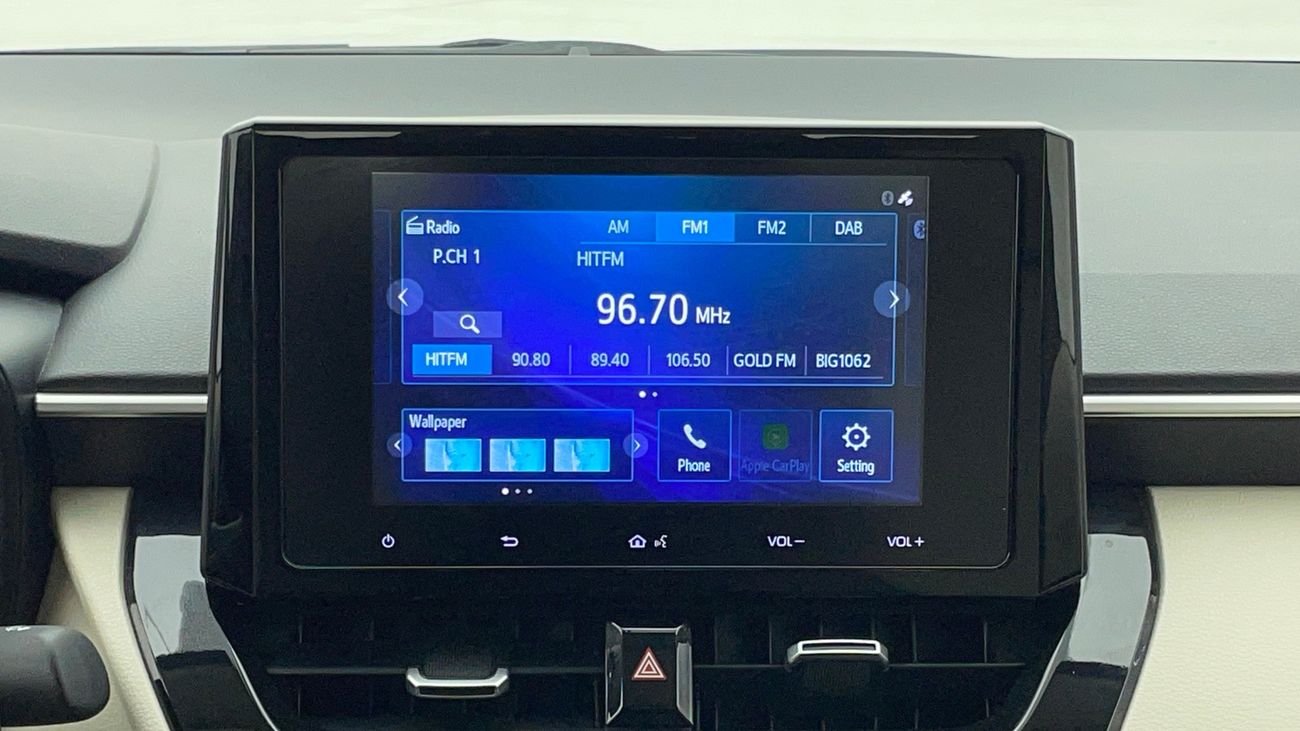 Radio AM FM1 FM2 DAB
P.CH 1 HITFM
96.70 MHz
HITFM 90.80 89.40 106.50 GOLD FM BIG1062
Wallpaper
Phone Apple CarPlay Setting
VOL− VOL+